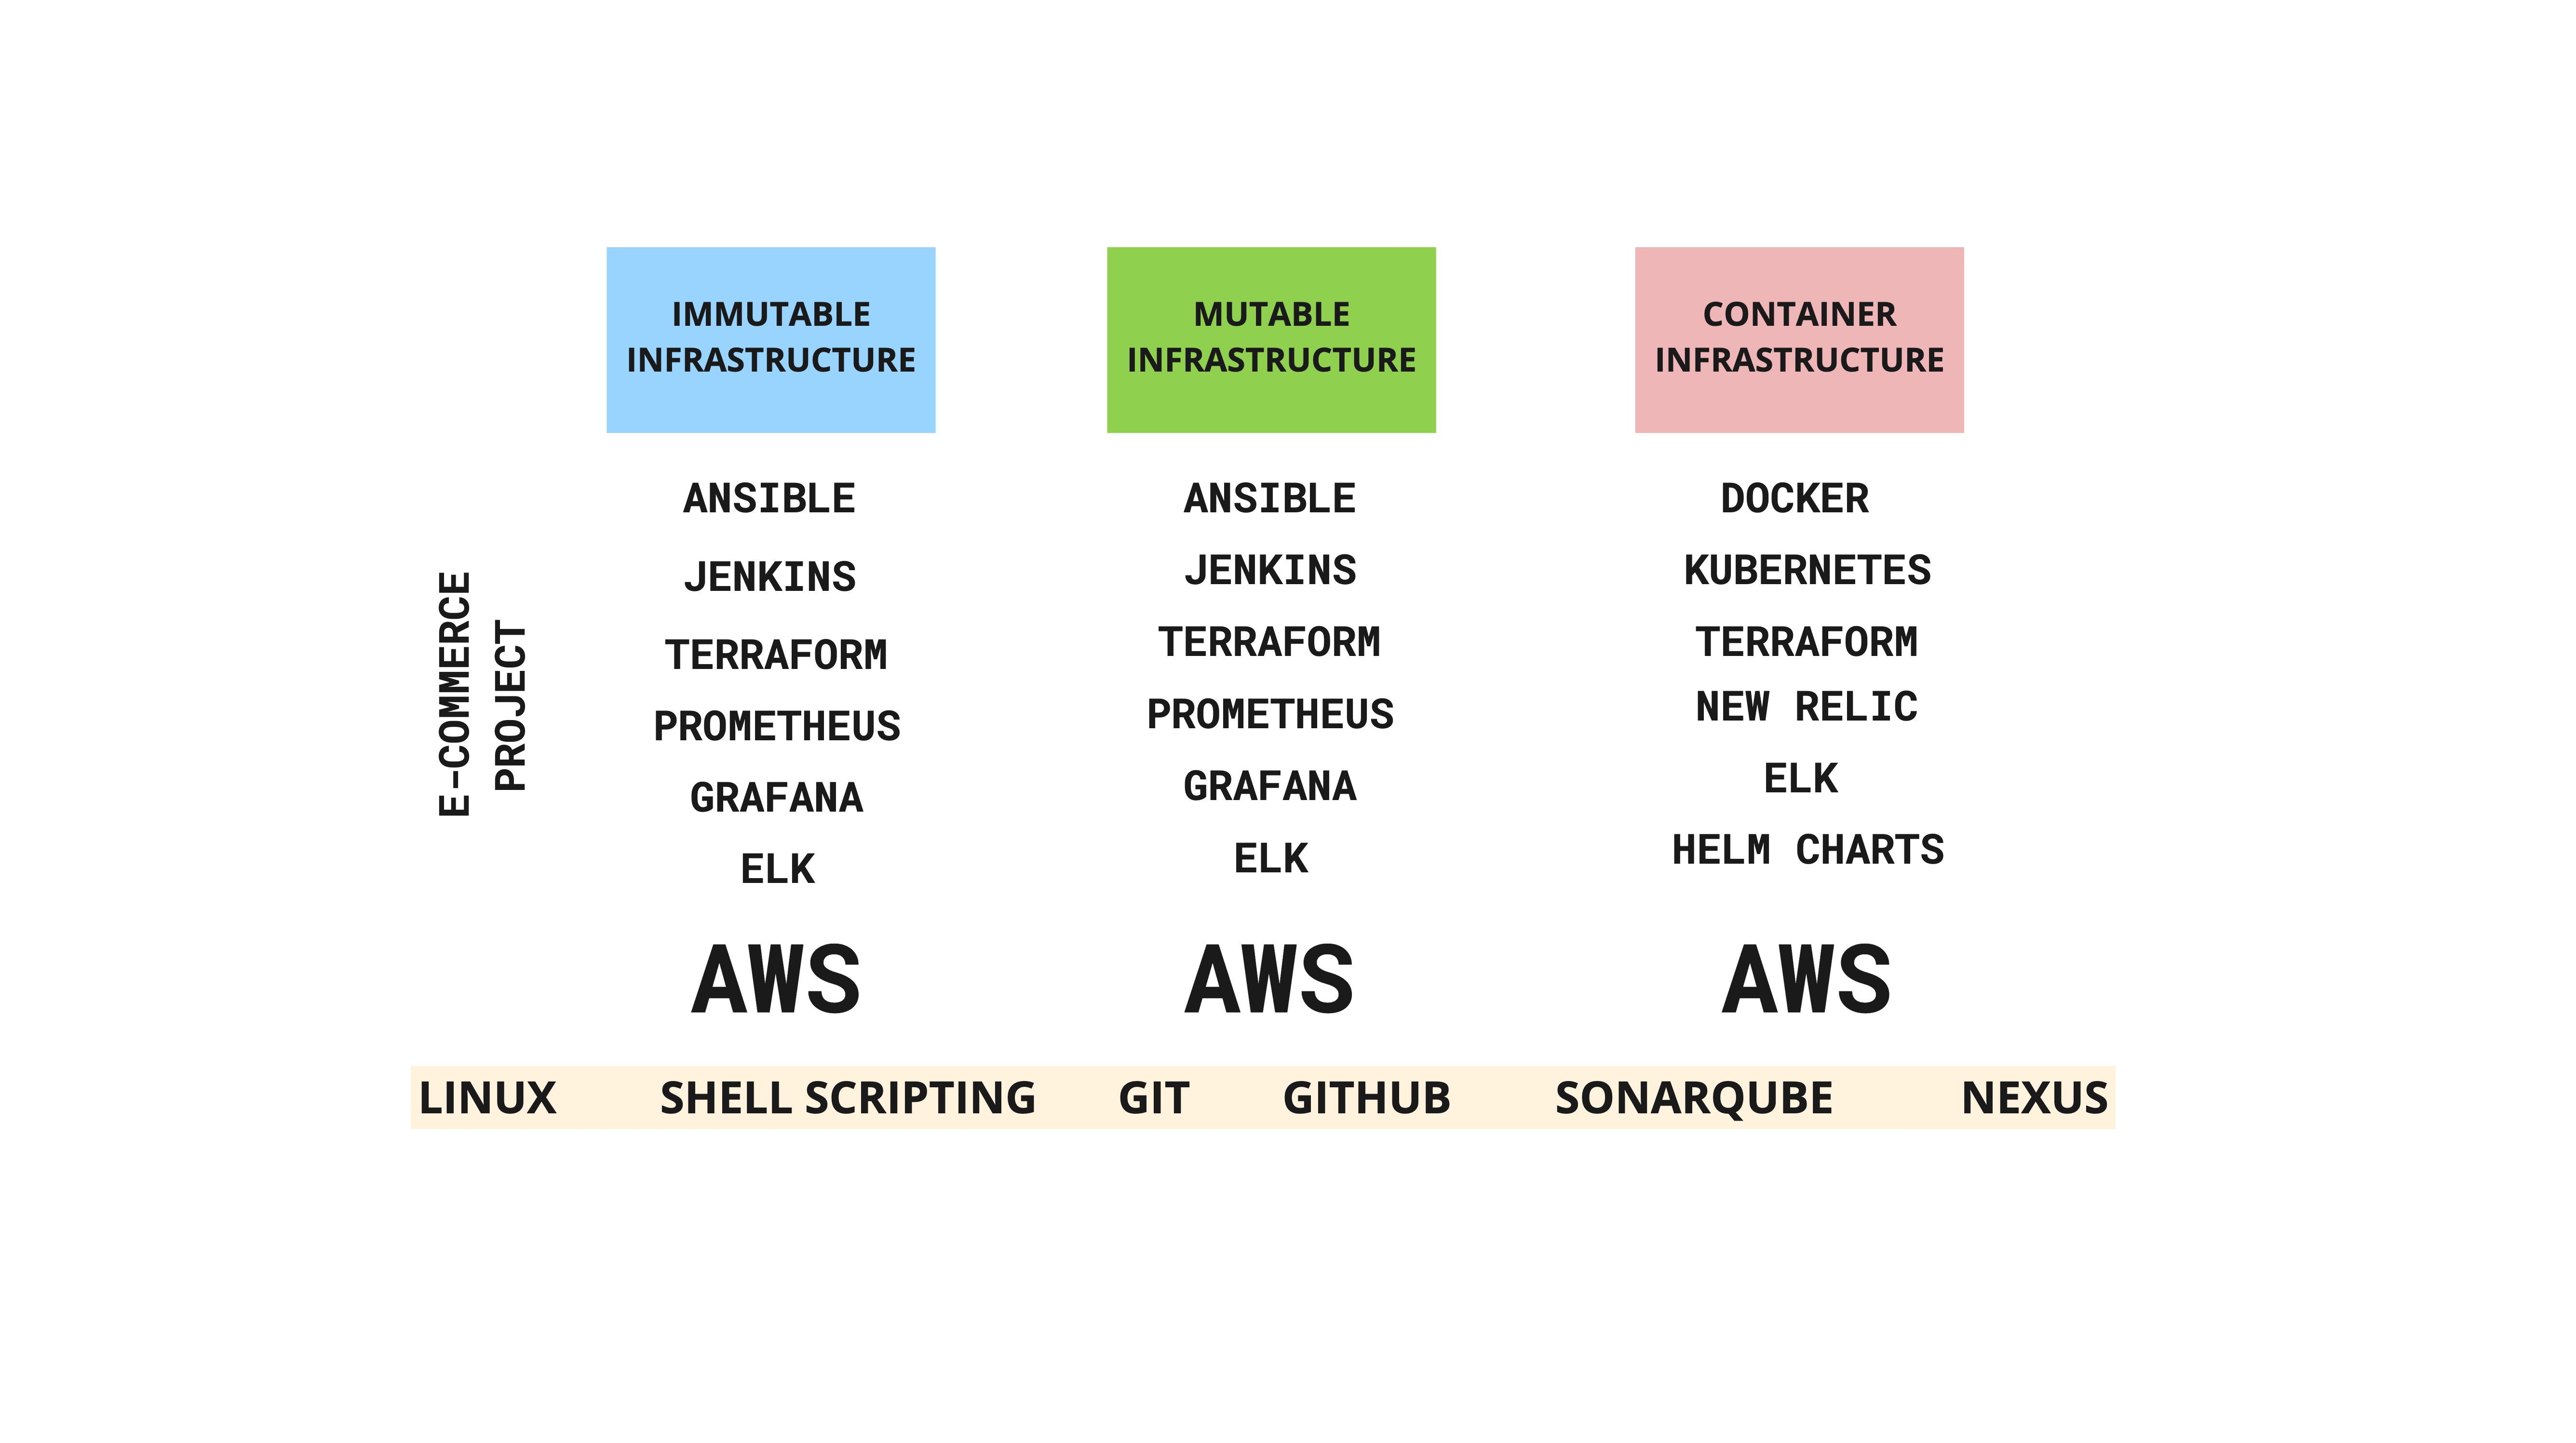 IMMUTABLE
INFRASTRUCTURE
MUTABLE
INFRASTRUCTURE
CONTAINER
INFRASTRUCTURE
E-COMMERCE
PROJECT
ANSIBLE
JENKINS
TERRAFORM
PROMETHEUS
GRAFANA
ELK
AWS
ANSIBLE
JENKINS
TERRAFORM
PROMETHEUS
GRAFANA
ELK
AWS
DOCKER
KUBERNETES
TERRAFORM
NEW RELIC
ELK
HELM CHARTS
AWS
LINUX SHELL SCRIPTING GIT GITHUB SONARQUBE NEXUS